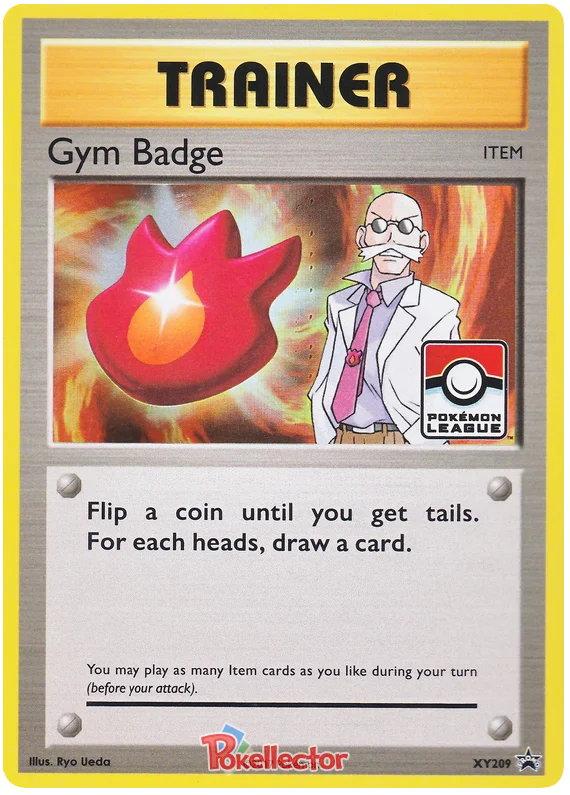 TRAINER
Gym Badge
ITEM
POKÉMON
LEAGUE
™
Flip a coin until you get tails.
For each heads, draw a card.
You may play as many Item cards as you like during your turn
(before your attack).
Illus. Ryo Ueda
Pokellector
XY209